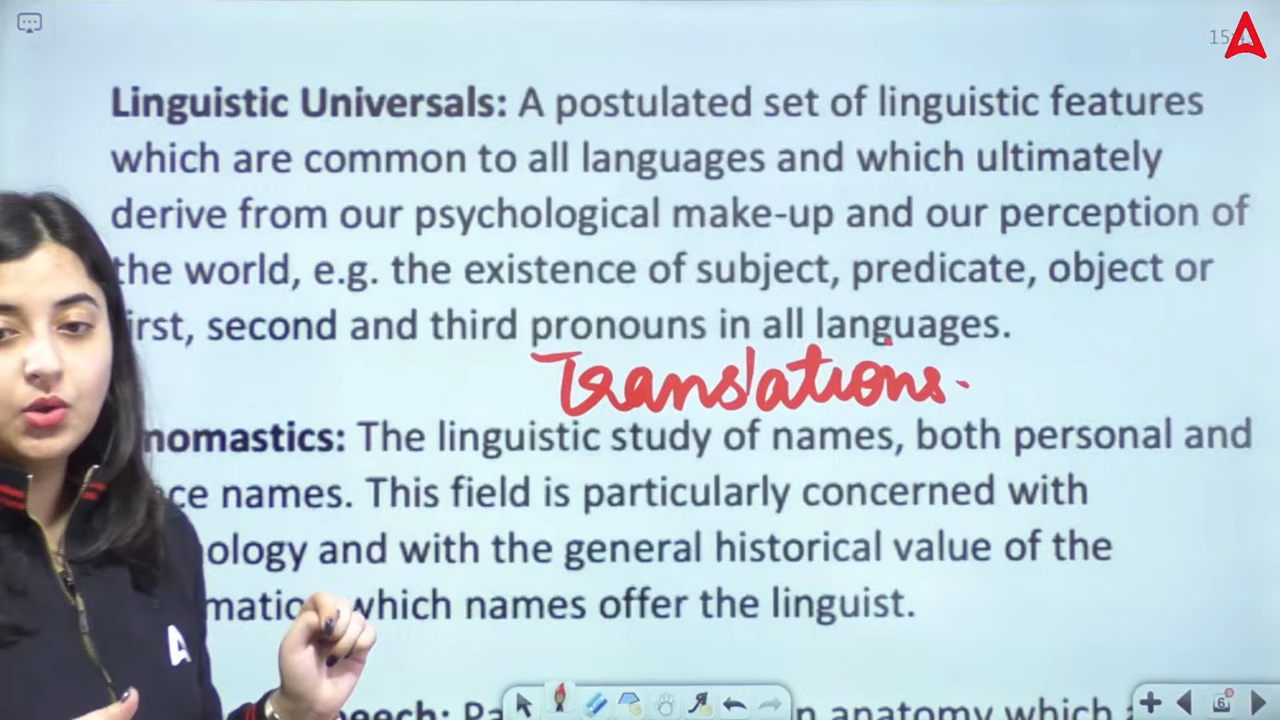 15
Linguistic Universals: A postulated set of linguistic features
which are common to all languages and which ultimately
derive from our psychological make-up and our perception of
the world, e.g. the existence of subject, predicate, object or
irst, second and third pronouns in all languages.
Translations.
nomastics: The linguistic study of names, both personal and
ce names. This field is particularly concerned with
ology and with the general historical value of the
matio which names offer the linguist.
eech: Pa n anatomy which